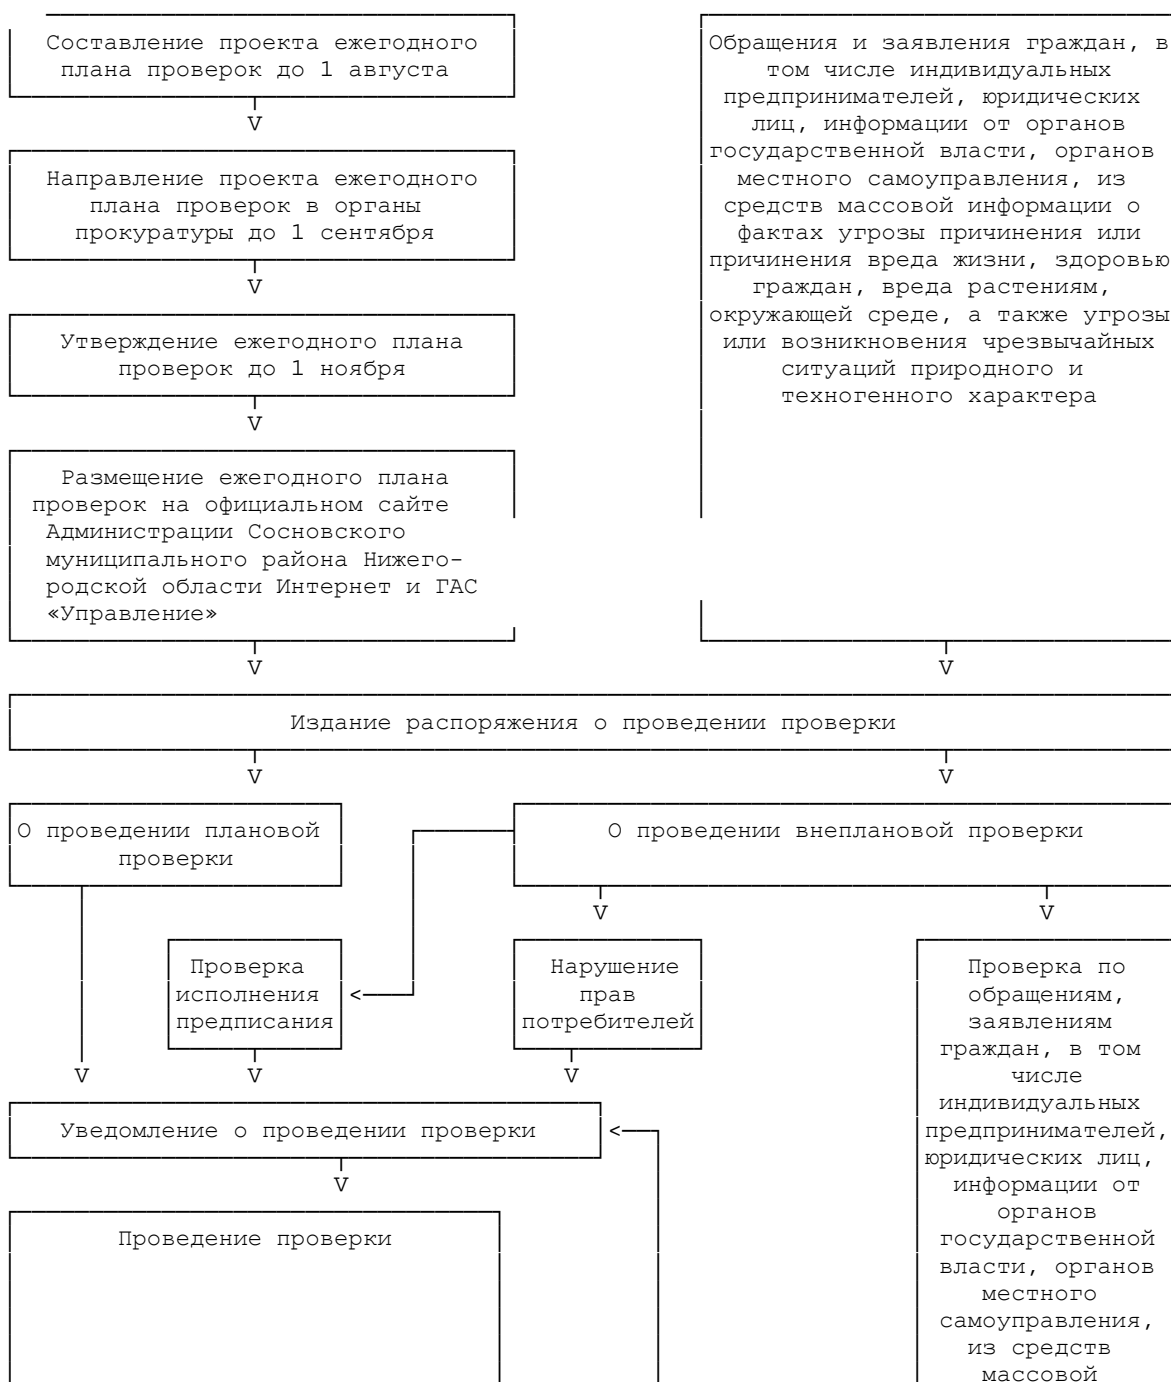 Составление проекта ежегодного
плана проверок до 1 августа
V
Направление проекта ежегодного
плана проверок в органы
прокуратуры до 1 сентября
V
Утверждение ежегодного плана
проверок до 1 ноября
V
Размещение ежегодного плана
проверок на официальном сайте
Администрации Сосновского
муниципального района Нижего-
родской области Интернет и ГАС
«Управление»
V
Обращения и заявления граждан, в
том числе индивидуальных
предпринимателей, юридических
лиц, информации от органов
государственной власти, органов
местного самоуправления, из
средств массовой информации о
фактах угрозы причинения или
причинения вреда жизни, здоровью
граждан, вреда растениям,
окружающей среде, а также угрозы
или возникновения чрезвычайных
ситуаций природного и
техногенного характера
V
Издание распоряжения о проведении проверки
V V
О проведении плановой
проверки
О проведении внеплановой проверки
V V
Проверка
исполнения <
предписания
Нарушение
прав
потребителей
V V V
Уведомление о проведении проверки <
V
Проведение проверки
Проверка по
обращениям,
заявлениям
граждан, в том
числе
индивидуальных
предпринимателей,
юридических лиц,
информации от
органов
государственной
власти, органов
местного
самоуправления,
из средств
массовой